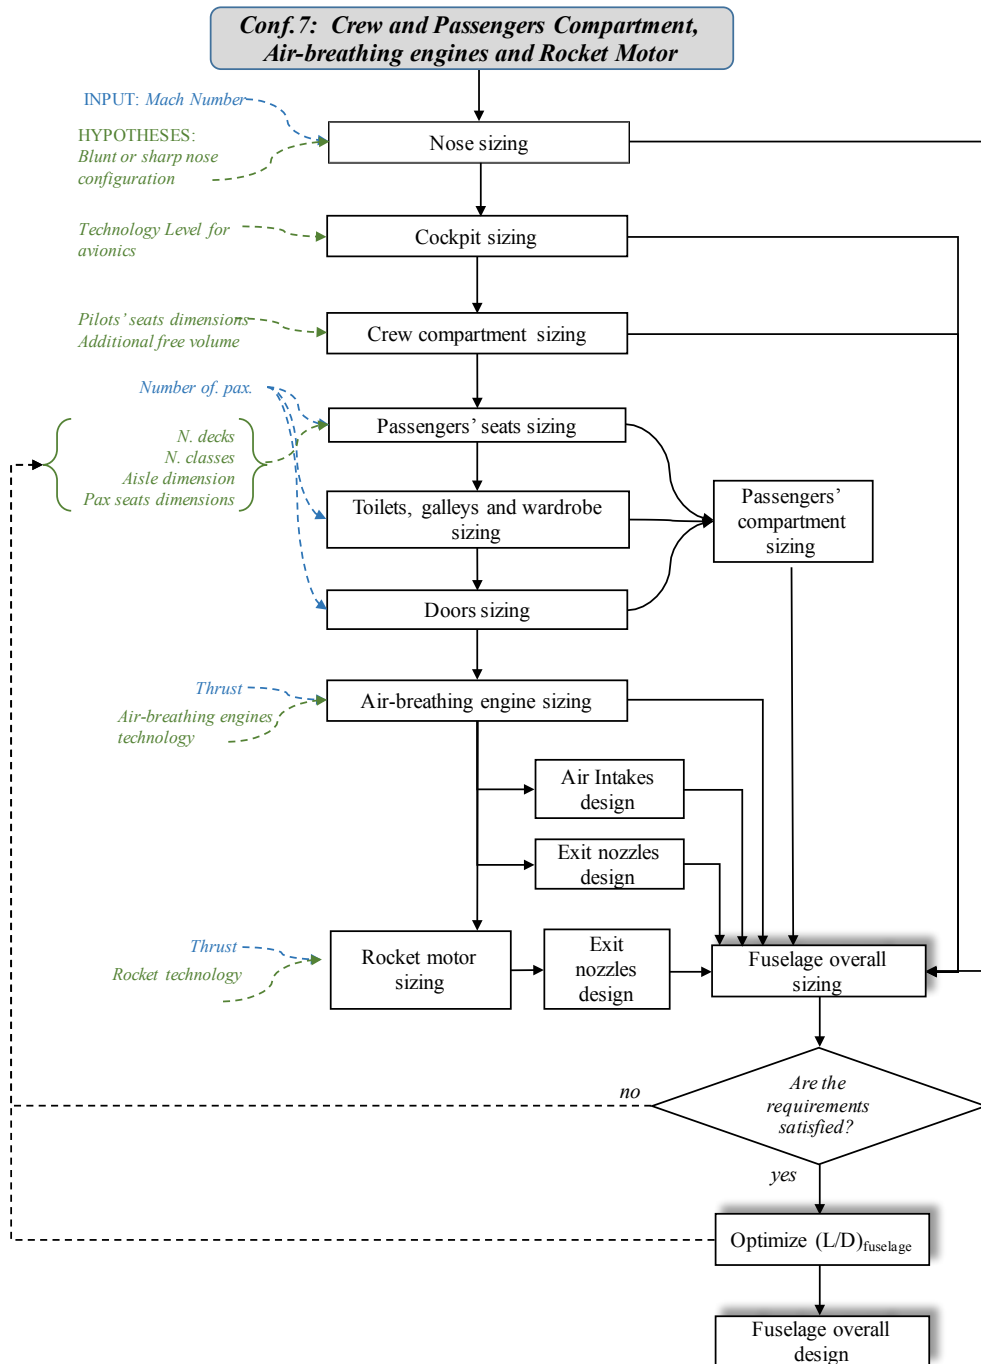 Conf.7: Crew and Passengers Compartment,
Air-breathing engines and Rocket Motor
INPUT: Mach Number
HYPOTHESES:
Blunt or sharp nose
configuration
Nose sizing
Technology Level for
avionics
Cockpit sizing
Pilots' seats dimensions
Additional free volume
Crew compartment sizing
Number of. pax.
N. decks
N. classes
Aisle dimension
Pax seats dimensions
Passengers' seats sizing
Toilets, galleys and wardrobe
sizing
Passengers'
compartment
sizing
Doors sizing
Thrust
Air-breathing engines
technology
Air-breathing engine sizing
Air Intakes
design
Exit nozzles
design
Thrust
Rocket technology
Rocket motor
sizing
Exit
nozzles
design
Fuselage overall
sizing
Are the
requirements
satisfied?
no
yes
Optimize (L/D)fuselage
Fuselage overall
design